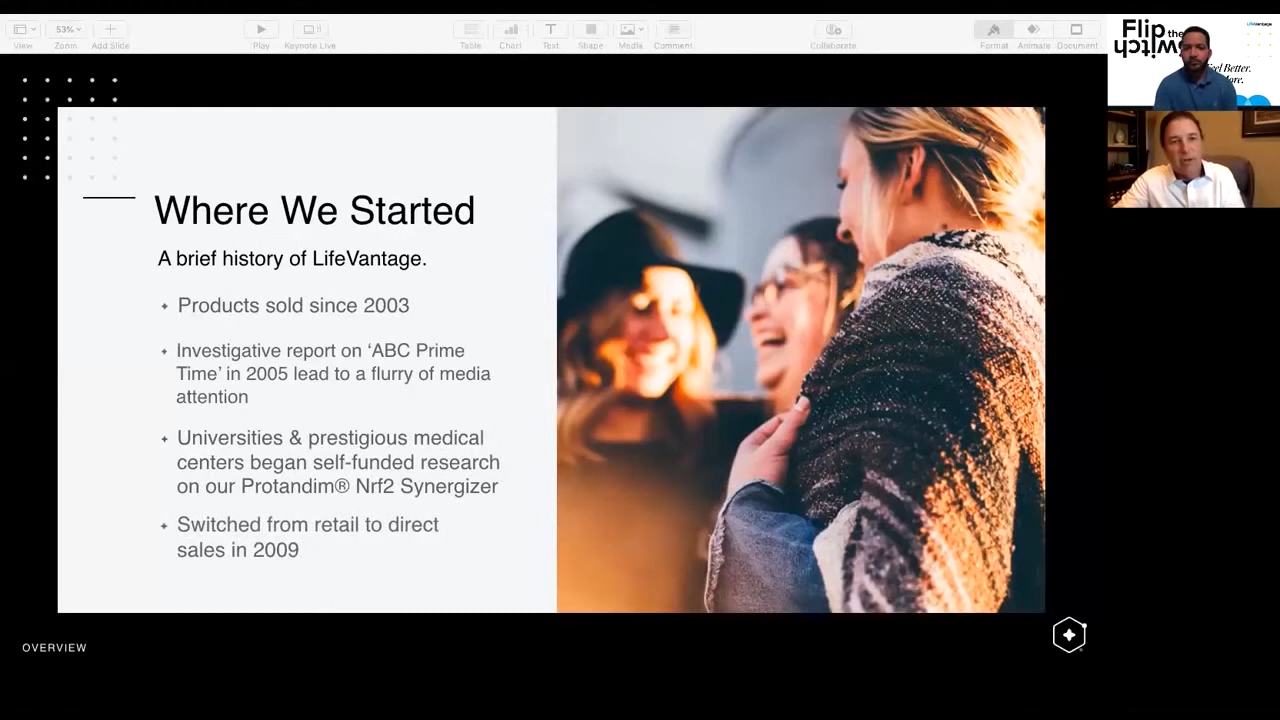 53%
View
Zoom
Add Slide
Play
Keynote Live
Table
Chart
Text
Shape
Media
Comment
Collaborate
Format
Animate
Document
Flip
the
Switch
LifeVantage
Feel Better.
More.
Where We Started
A brief history of LifeVantage.
Products sold since 2003
Investigative report on ‘ABC Prime
Time’ in 2005 lead to a flurry of media
attention
Universities & prestigious medical
centers began self-funded research
on our Protandim® Nrf2 Synergizer
Switched from retail to direct
sales in 2009
OVERVIEW